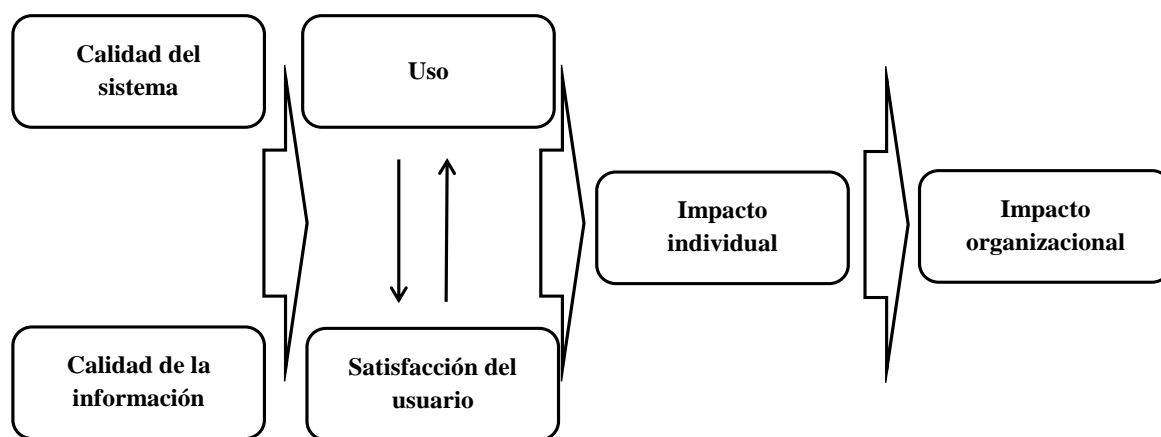 Calidad del
sistema
Uso
Impacto
individual
Impacto
organizacional
Calidad de la
información
Satisfacción del
usuario